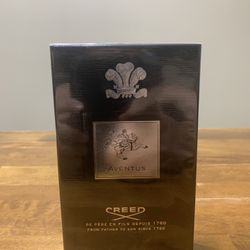 AVENTUS
CREED
DE PÈRE EN FILS DEPUIS 1760
FROM FATHER TO SON SINCE 1760